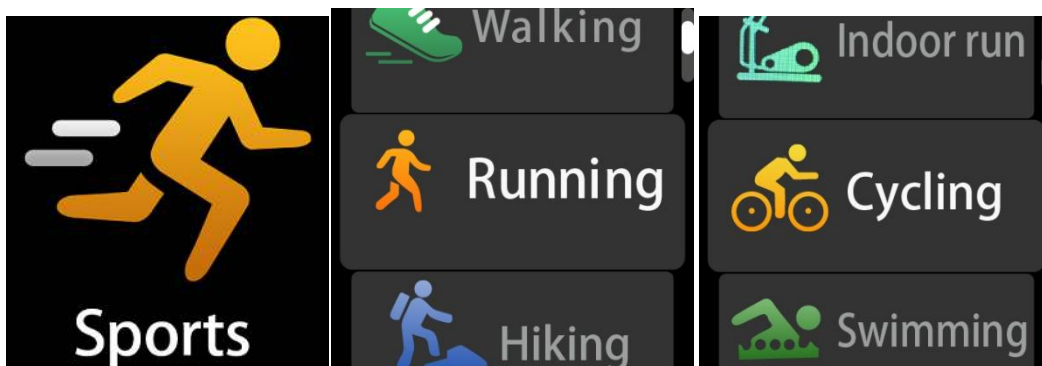 Sports
Walking
Running
Hiking
Indoor run
Cycling
Swimming